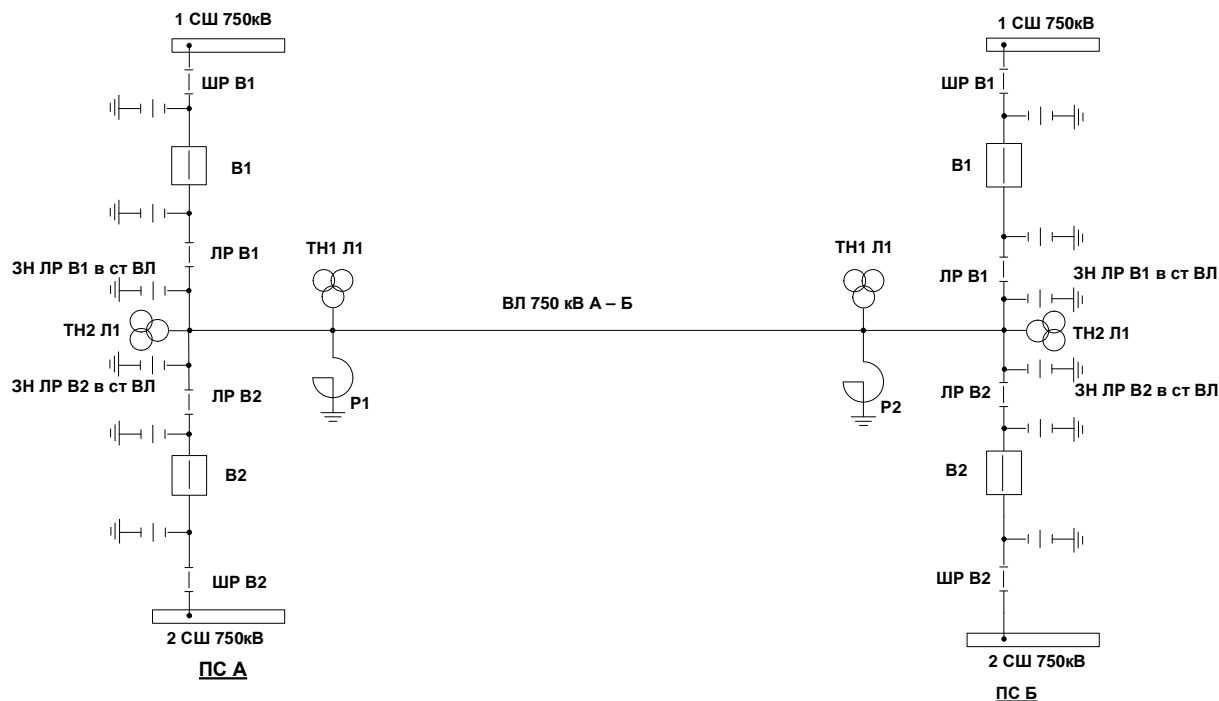 1 СШ 750кВ
ШР В1
В1
ЛР В1
ЗН ЛР В1 в ст ВЛ
ТН2 Л1
ЗН ЛР В2 в ст ВЛ
ЛР В2
В2
ШР В2
2 СШ 750кВ
ПС А
ТН1 Л1
Р1
ВЛ 750 кВ А – Б
ТН1 Л1
Р2
1 СШ 750кВ
ШР В1
В1
ЛР В1
ЗН ЛР В1 в ст ВЛ
ТН2 Л1
ЗН ЛР В2 в ст ВЛ
ЛР В2
В2
ШР В2
2 СШ 750кВ
ПС Б